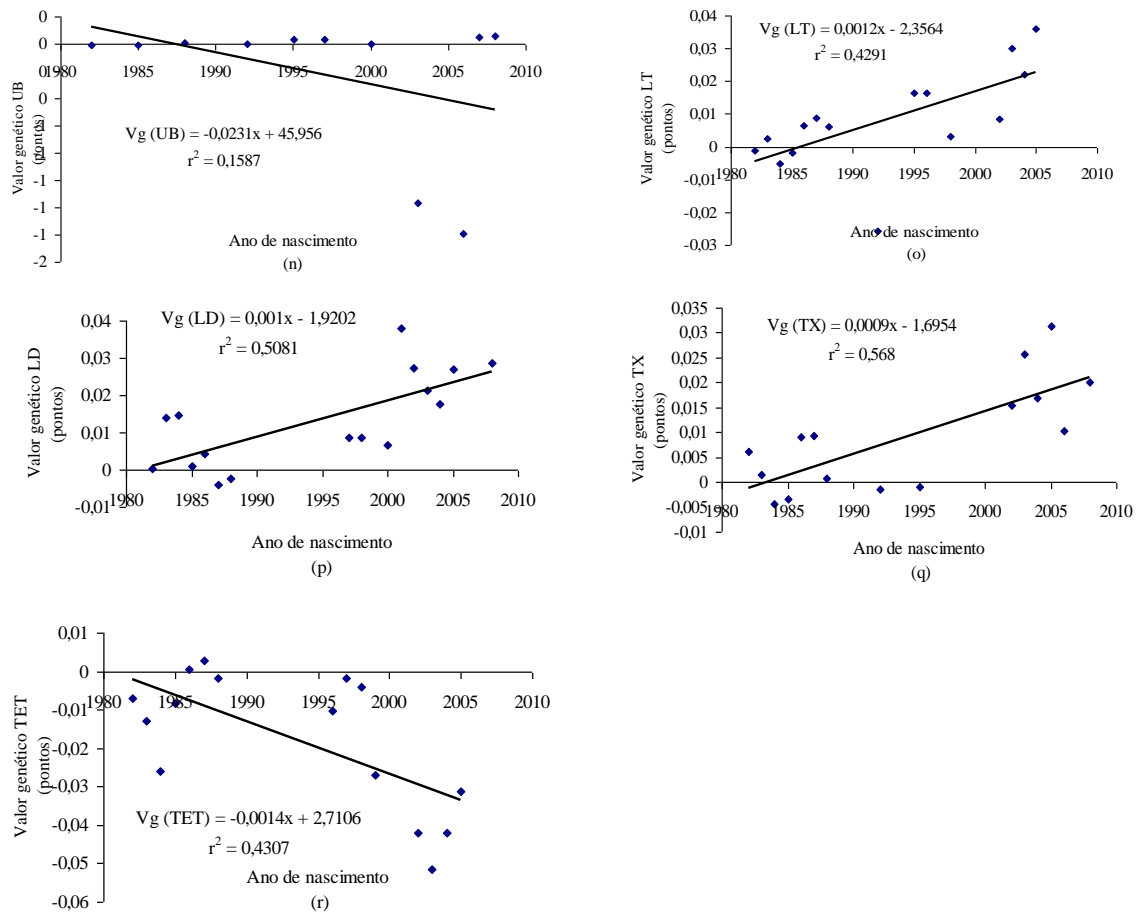 0
0
1980 1985 1990 1995 2000 2005 2010
0
0
-1
-1
-1
-1
-2
Valor genético UB
(pontos)
Vg (UB) = -0,0231x + 45,956
r² = 0,1587
Ano de nascimento
(n)
0,04
0,03
0,02
0,01
0
-0,01
-0,02
-0,03
1980 1985 1990 1995 2000 2005 2010
Valor genético LT
(pontos)
Vg (LT) = 0,0012x - 2,3564
r² = 0,4291
Ano de nascimento
(o)
0,04
0,03
0,02
0,01
0
-0,01
1980 1985 1990 1995 2000 2005 2010
Valor genético LD
(pontos)
Vg (LD) = 0,001x - 1,9202
r² = 0,5081
Ano de nascimento
(p)
0,035
0,03
0,025
0,02
0,015
0,01
0,005
0
-0,005
-0,01
1980 1985 1990 1995 2000 2005 2010
Valor genético TX
(pontos)
Vg (TX) = 0,0009x - 1,6954
r² = 0,568
Ano de nascimento
(q)
0,01
0
-0,01
-0,02
-0,03
-0,04
-0,05
-0,06
1980 1985 1990 1995 2000 2005 2010
Valor genético TET
(pontos)
Vg (TET) = -0,0014x + 2,7106
r² = 0,4307
Ano de nascimento
(r)